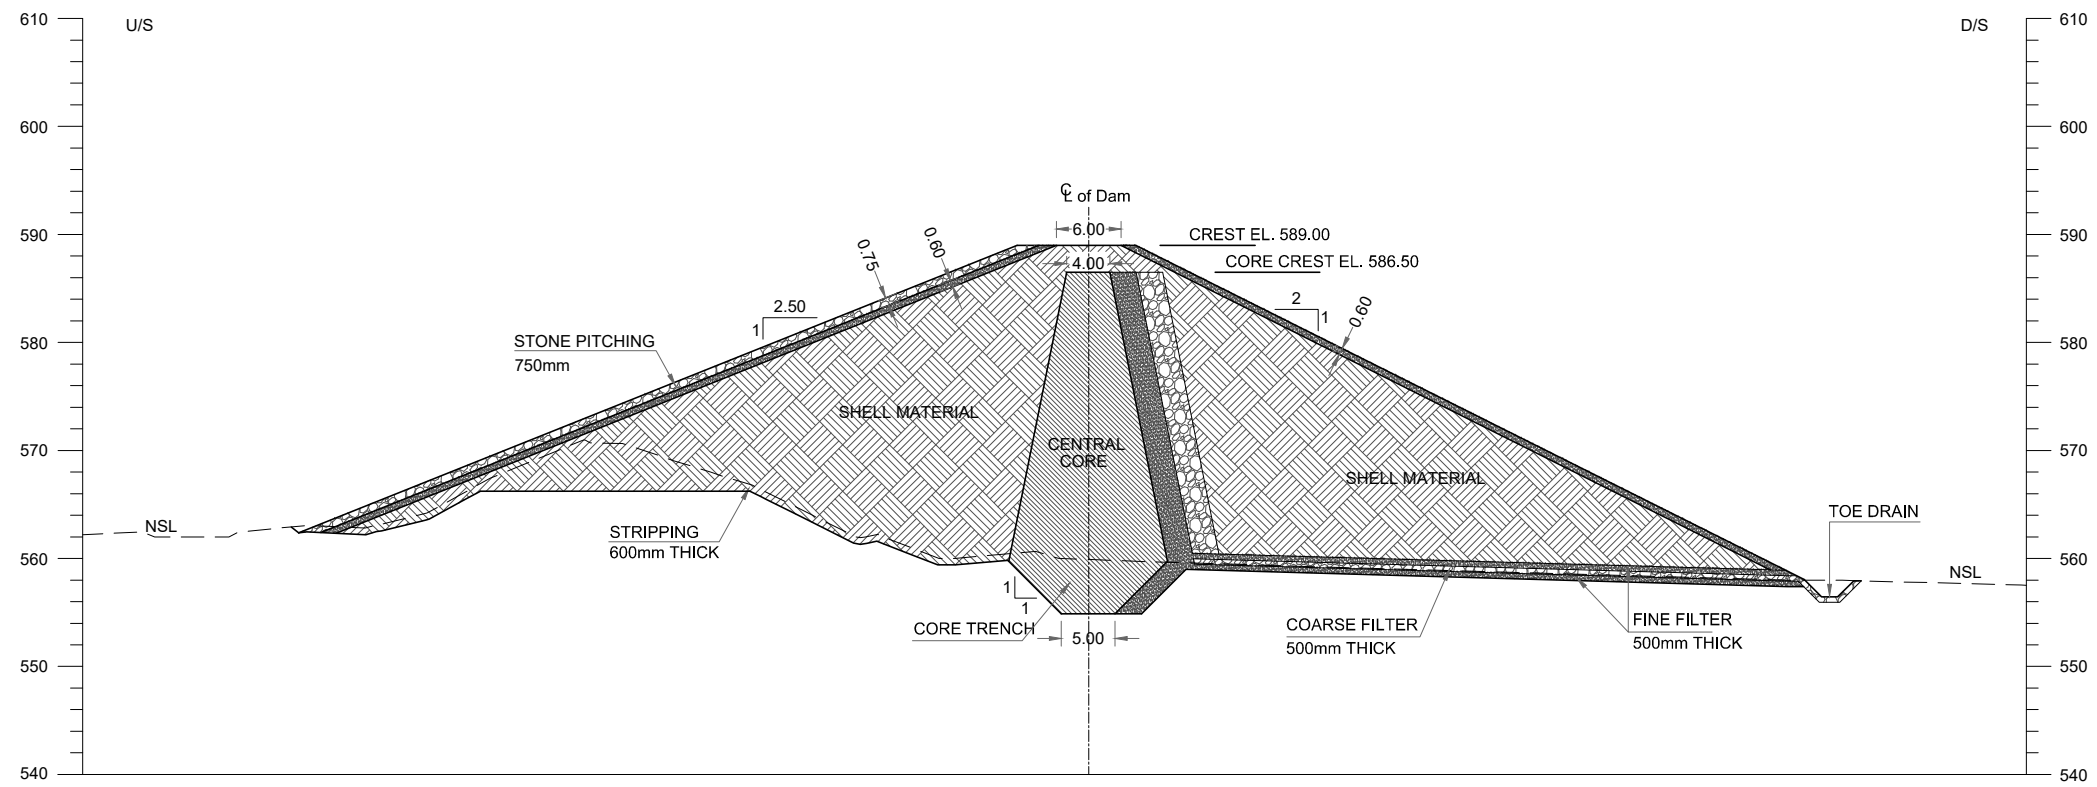 610
U/S
D/S
610
600
600
℄ of Dam
590
6.00
CREST EL. 589.00
590
0.75
0.60
4.00
CORE CREST EL. 586.50
2.50
1
2
1
0.60
580
STONE PITCHING
750mm
580
SHELL MATERIAL
570
CENTRAL
CORE
570
SHELL MATERIAL
NSL
STRIPPING
600mm THICK
TOE DRAIN
560
560
NSL
1
1
CORE TRENCH
5.00
COARSE FILTER
500mm THICK
FINE FILTER
500mm THICK
550
550
540
540